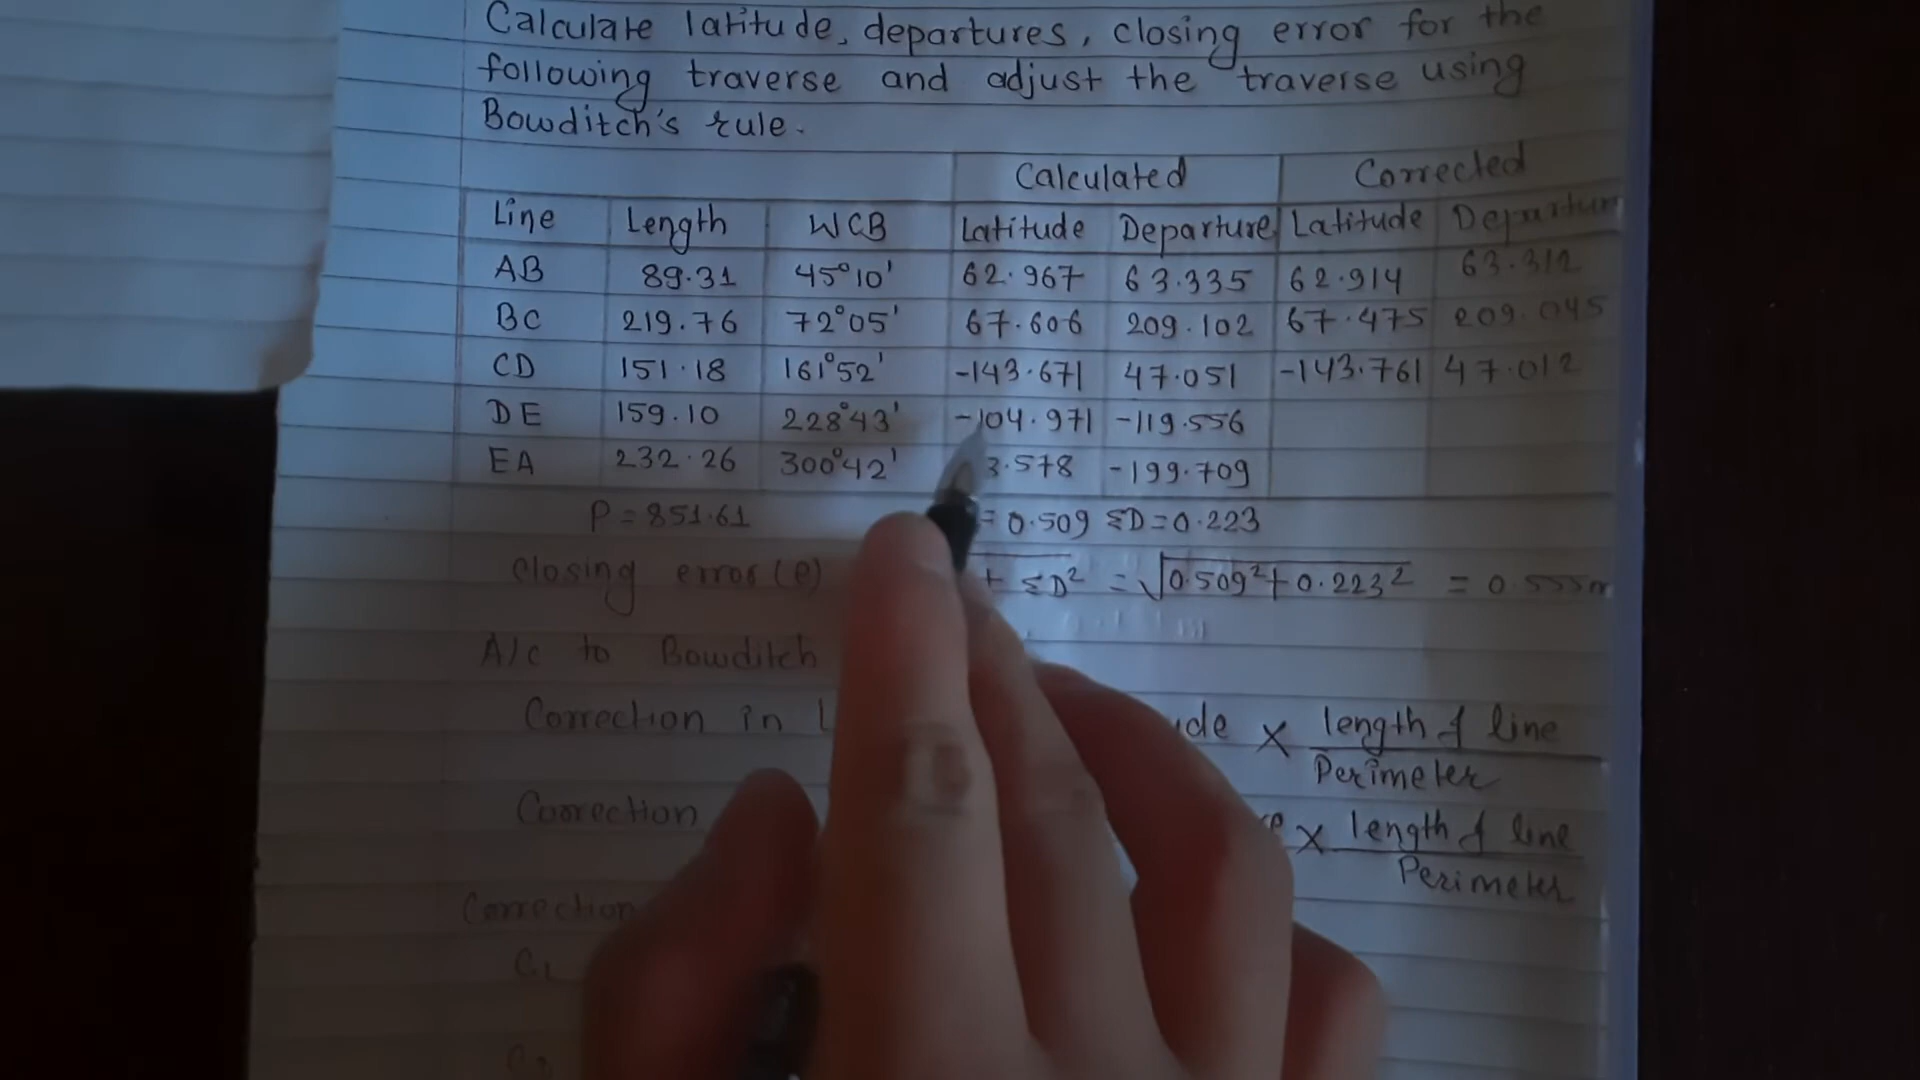 Calculate latitude, departures, closing error for the
following traverse and adjust the traverse using
Bowditch's rule.
Calculated Corrected
Line Length WCB Latitude Departure Latitude Departure
AB 89.31 45°10' 62.967 63.335 62.914 63.312
BC 219.76 72°05' 67.606 209.102 67.475 209.045
CD 151.18 161°52' -143.671 47.051 -143.761 47.012
DE 159.10 228°43' -104.971 -119.556
EA 232.26 300°42' 3.578 -199.709
P = 851.61 = 0.509 ΣD = 0.223
Closing error (e) + ΣD² = √0.509² + 0.223² = 0.555m
A/c to Bowditch
Correction in × length of line
Perimeter
Correction × length of line
Perimeter
Correction
C₁